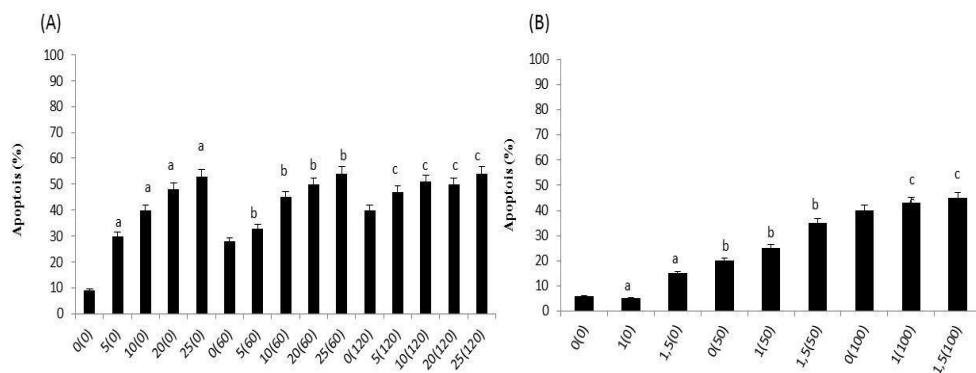 (A)
100
90
80
70
60
50
40
30
20
10
0
Apoptois (%)
a
a
a
a
b
b
b
b
c
c
c
c
0(0)
5(0)
10(0)
20(0)
25(0)
0(60)
5(60)
10(60)
20(60)
25(60)
0(120)
5(120)
10(120)
20(120)
25(120)
(B)
100
90
80
70
60
50
40
30
20
10
0
Apoptois (%)
a
a
b
b
b
c
c
0(0)
1(0)
1,5(0)
0(50)
1(50)
1,5(50)
0(100)
1(100)
1,5(100)